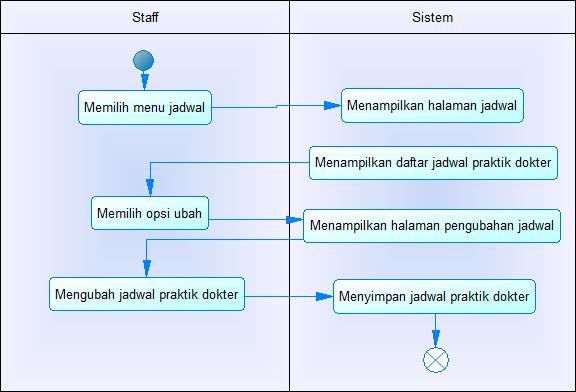 Staff
Sistem
Memilih menu jadwal
Menampilkan halaman jadwal
Menampilkan daftar jadwal praktik dokter
Memilih opsi ubah
Menampilkan halaman pengubahan jadwal
Mengubah jadwal praktik dokter
Menyimpan jadwal praktik dokter